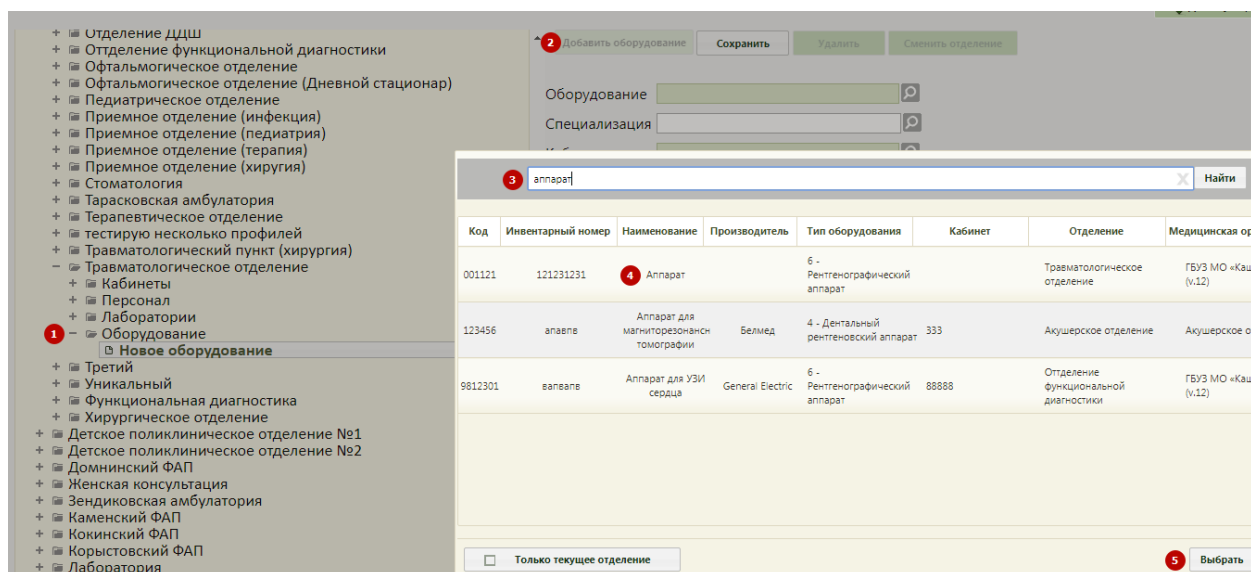 Отделение ДДШ
Оттделение функциональной диагностики
Офтальмогическое отделение
Офтальмогическое отделение (Дневной стационар)
Педиатрическое отделение
Приемное отделение (инфекция)
Приемное отделение (педиатрия)
Приемное отделение (терапия)
Приемное отделение (хиругия)
Стоматология
Тарасковская амбулатория
Терапевтическое отделение
тестирую несколько профилей
Травматологический пункт (хирургия)
Травматологическое отделение
Кабинеты
Персонал
Лаборатории
1 Оборудование
Новое оборудование
Третий
Уникальный
Функциональная диагностика
Хирургическое отделение
Детское поликлиническое отделение №1
Детское поликлиническое отделение №2
Домнинский ФАП
Женская консультация
Зендиковская амбулатория
Каменский ФАП
Кокинский ФАП
Корыстовский ФАП
Лаборатория
2 Добавить оборудование Сохранить Удалить Сменить отделение
Оборудование
Специализация
3 аппарат Найти
Код Инвентарный номер Наименование Производитель Тип оборудования Кабинет Отделение Медицинская ор
001121 121231231 4 Аппарат 6 - Рентгенографический аппарат Травматологическое отделение ГБУЗ МО «Каш (v.12)
123456 апавпв Аппарат для магниторезонансн томографии Белмед 4 - Дентальный рентгеновский аппарат 333 Акушерское отделение Акушерское о
9812301 вапвапв Аппарат для УЗИ сердца General Electric 6 - Рентгенографический аппарат 88888 Оттделение функциональной диагностики ГБУЗ МО «Каш (v.12)
Только текущее отделение 5 Выбрать